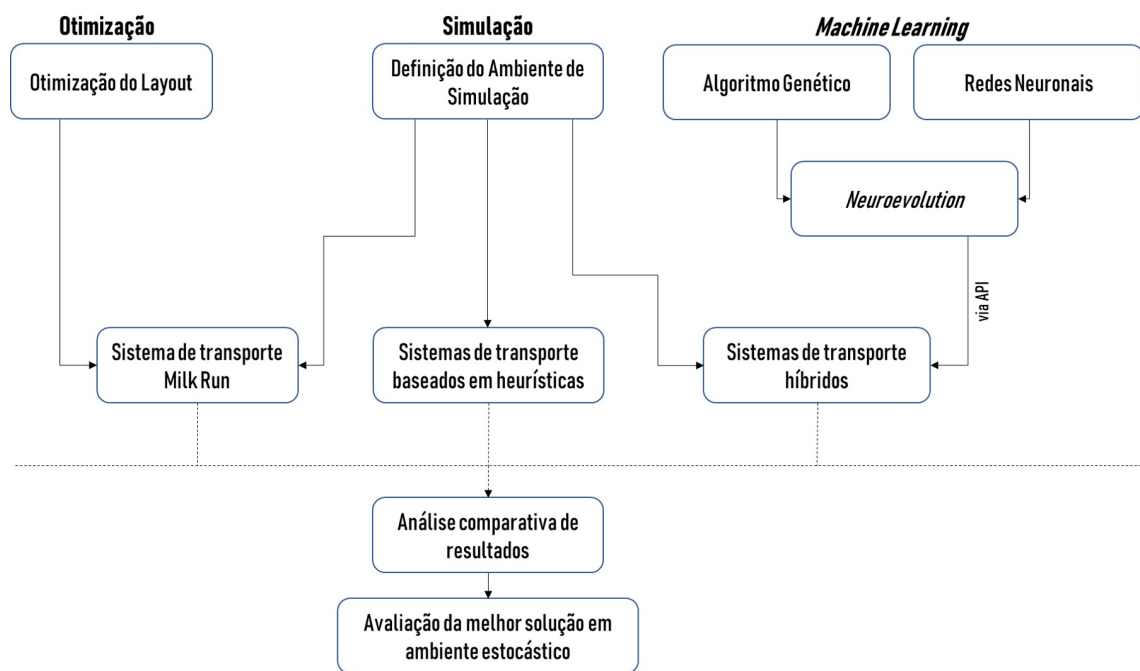 Otimização
Simulação
Machine Learning
Otimização do Layout
Definição do Ambiente de
Simulação
Algoritmo Genético
Redes Neuronais
Neuroevolution
via API
Sistema de transporte
Milk Run
Sistemas de transporte
baseados em heurísticas
Sistemas de transporte
híbridos
Análise comparativa de
resultados
Avaliação da melhor solução em
ambiente estocástico